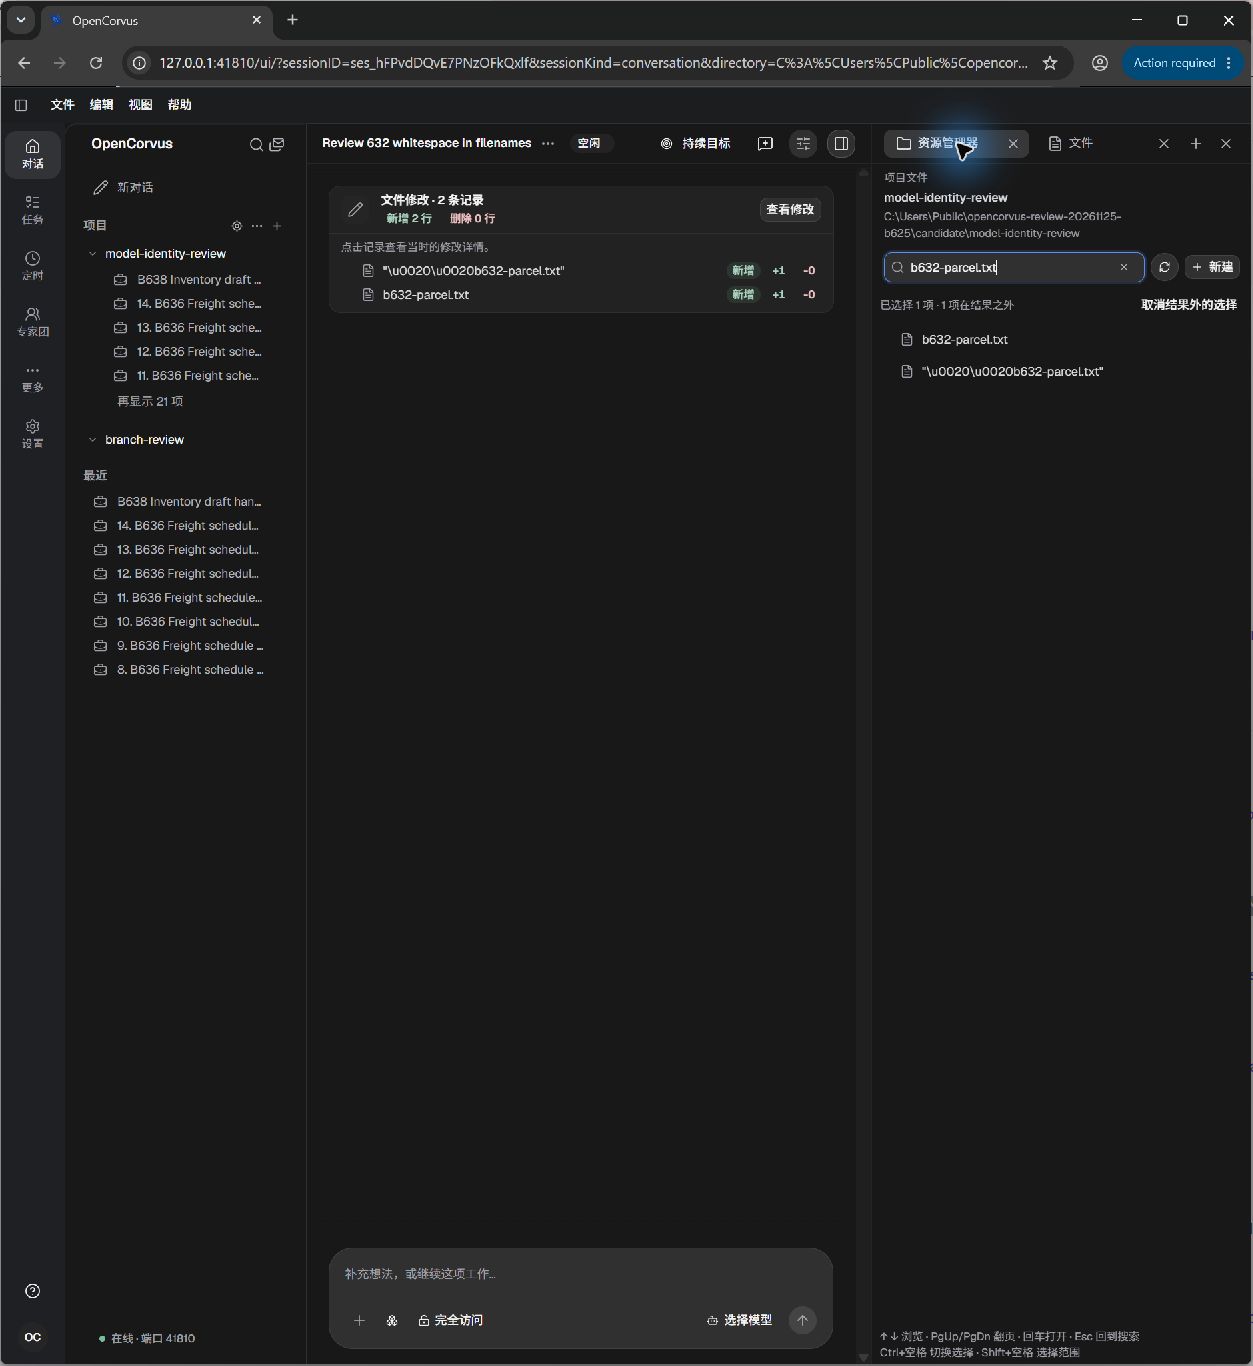 OpenCorvus
127.0.0.1:41810/ui/?sessionID=ses_hFPvdDQvE7PNzOFkQxlf&sessionKind=conversation&directory=C%3A%5CUsers%5CPublic%5Copencor...
Action required
文件 编辑 视图 帮助
对话
任务
定时
专家团
更多
设置
OC
OpenCorvus
新对话
项目
model-identity-review
B638 Inventory draft ...
14. B636 Freight sche...
13. B636 Freight sche...
12. B636 Freight sche...
11. B636 Freight sche...
再显示 21 项
branch-review
最近
B638 Inventory draft han...
14. B636 Freight schedul...
13. B636 Freight schedul...
12. B636 Freight schedul...
11. B636 Freight schedule...
10. B636 Freight schedul...
9. B636 Freight schedule ...
8. B636 Freight schedule ...
在线 · 端口 41810
Review 632 whitespace in filenames ··· 空闲 持续目标
文件修改 · 2 条记录
新增 2 行 删除 0 行
查看修改
点击记录查看当时的修改详情。
"\u0020\u0020b632-parcel.txt" 新增 +1 -0
b632-parcel.txt 新增 +1 -0
补充想法，或继续这项工作...
完全访问 选择模型
资源管理器 文件
项目文件
model-identity-review
C:\Users\Public\opencorvus-review-20261125-
b625\candidate\model-identity-review
b632-parcel.txt
新建
已选择 1 项 · 1 项在结果之外 取消结果外的选择
b632-parcel.txt
"\u0020\u0020b632-parcel.txt"
↑↓ 浏览 · PgUp/PgDn 翻页 · 回车打开 · Esc 回到搜索
Ctrl+空格 切换选择 · Shift+空格 选择范围